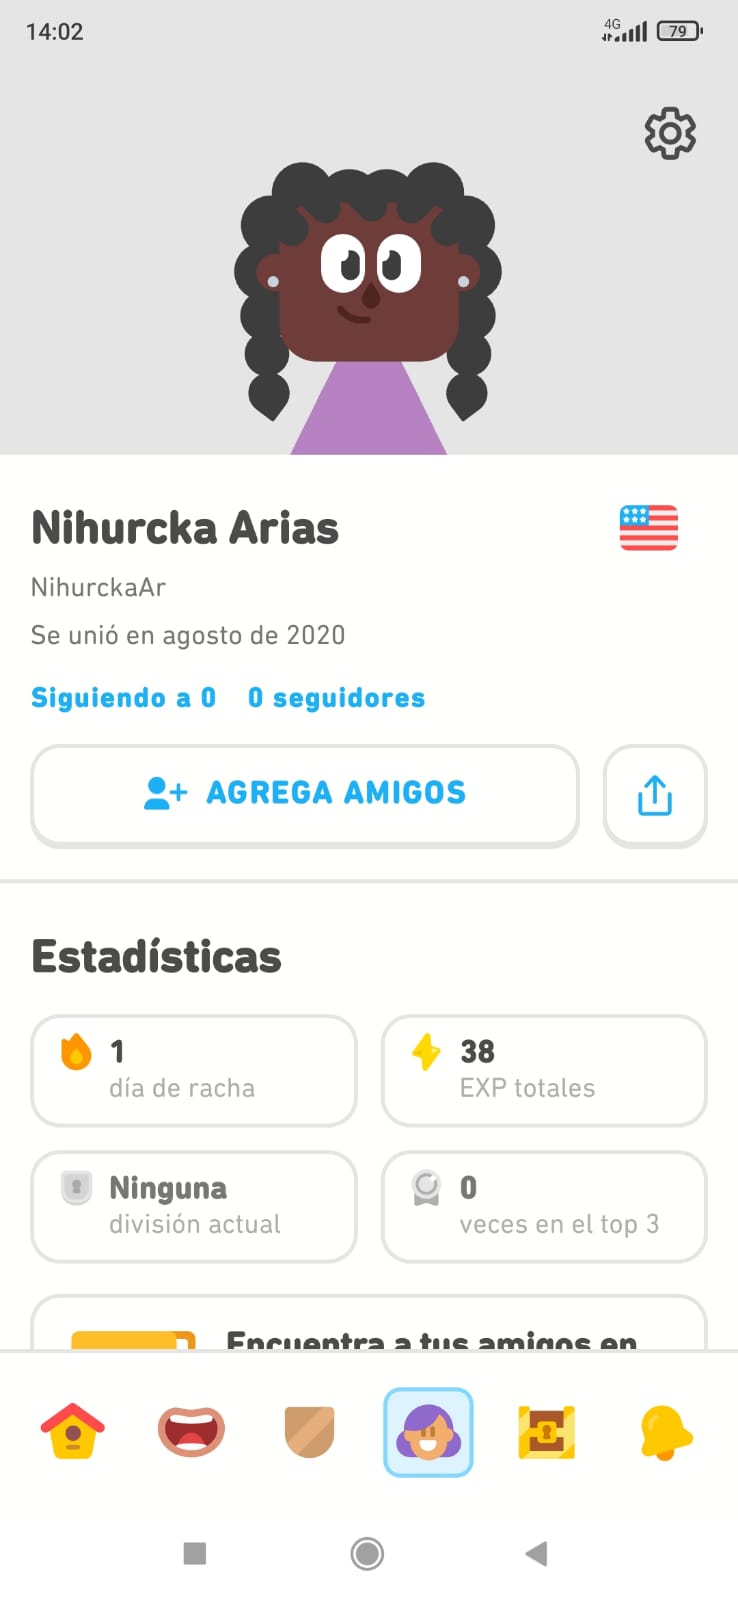 14:02
4G
79
Nihurcka Arias
NihurckaAr
Se unió en agosto de 2020
Siguiendo a 0 0 seguidores
AGREGA AMIGOS
Estadísticas
1
día de racha
38
EXP totales
Ninguna
división actual
0
veces en el top 3
Encuentra a tus amigos en